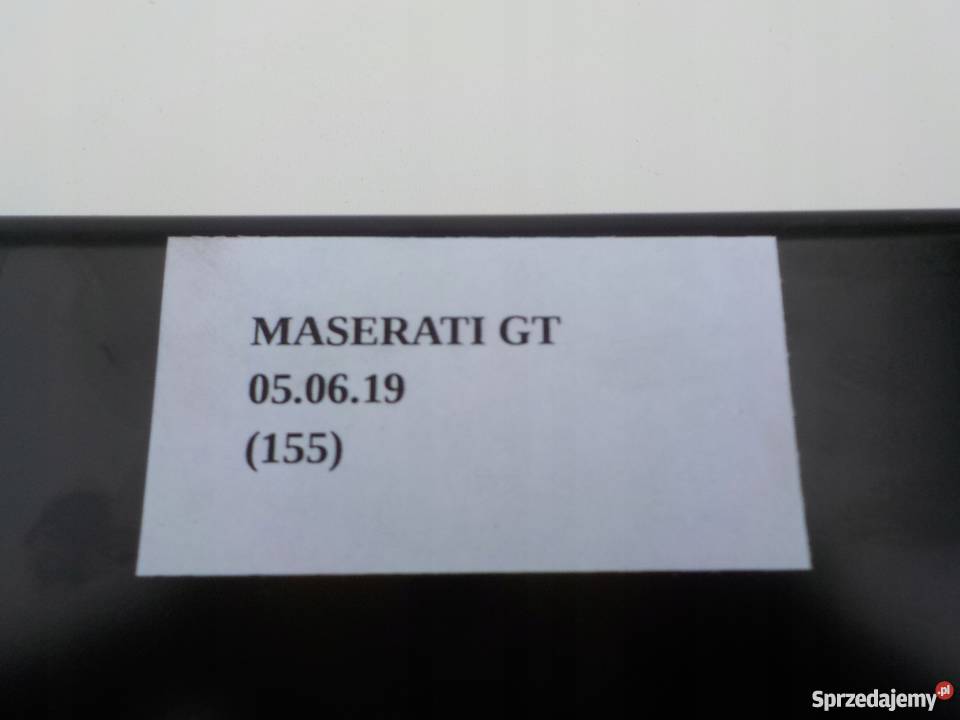 MASERATI GT
05.06.19
(155)
Sprzedajemy.pl